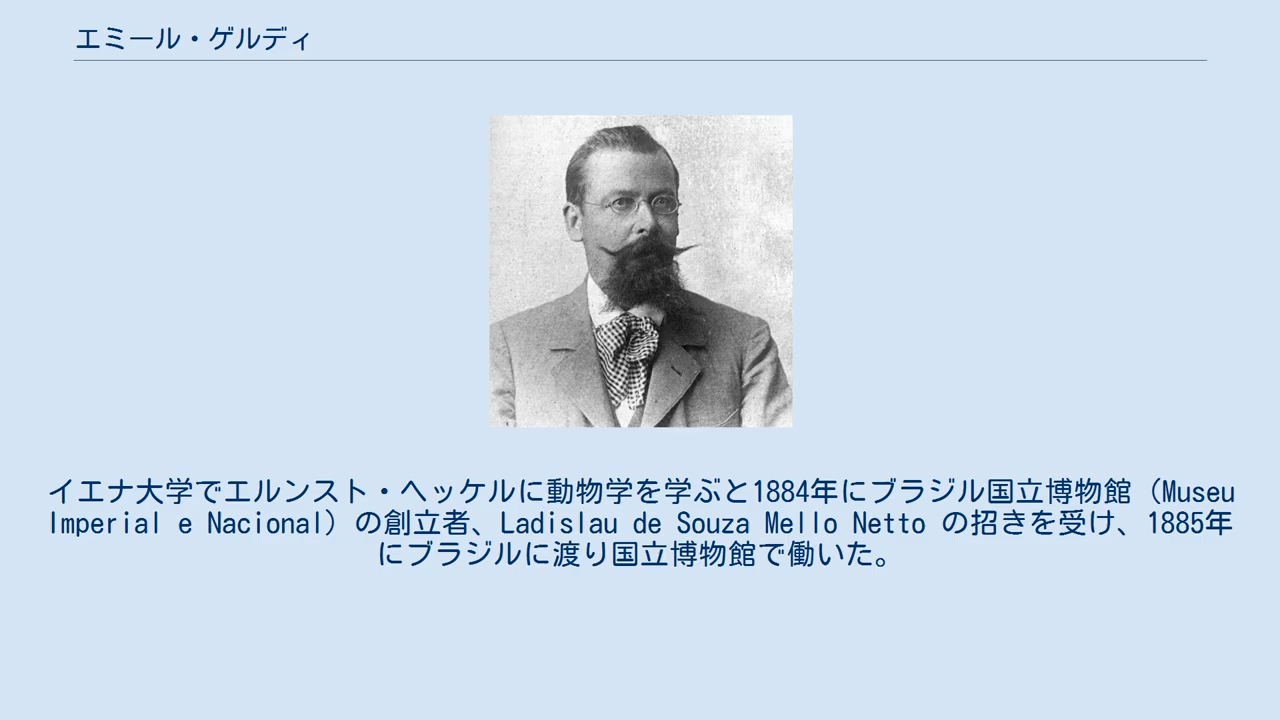 エミール・ゲルディ
イエナ大学でエルンスト・ヘッケルに動物学を学ぶと1884年にブラジル国立博物館（Museu
Imperial e Nacional）の創立者、Ladislau de Souza Mello Netto の招きを受け、1885年
にブラジルに渡り国立博物館で働いた。